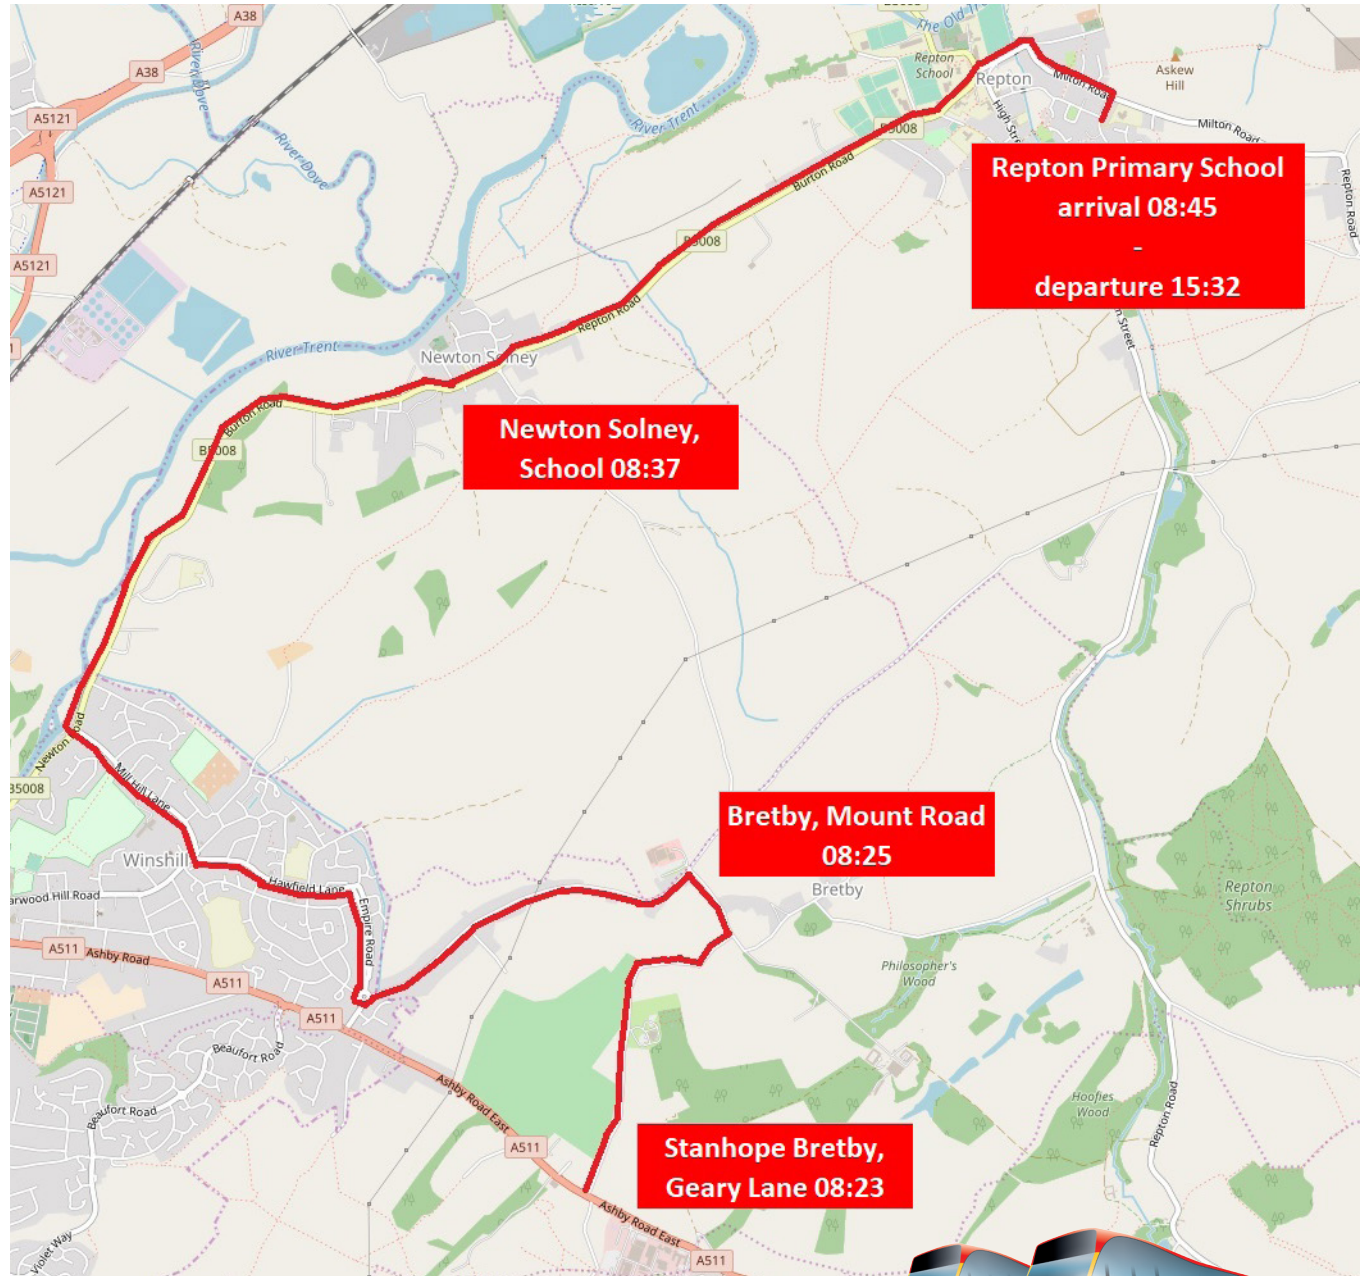 A38
A38
The Old Tr
B5008
Repton
School
Repton
Askew
Hill
A5121
River Dove
River Trent
Milton Road
Milton Road
High Street
B5008
River Dove
Repton Primary School
arrival 08:45
-
departure 15:32
A5121
Burton Road
Repton Road
B5008
A5121
River Trent
Repton Road
Newton Solney
Burton Road
B5008
Newton Solney,
School 08:37
Newton Road
B5008
Mill Hill Lane
Bretby, Mount Road
08:25
Winshill
Hawfield Lane
Bretby
Repton
Shrubs
arwood Hill Road
Empire Road
A511
Ashby Road
A511
Philosopher's
Wood
A511
Beaufort Road
Beaufort Road
Ashby Road East
Hoofies
Wood
Repton Road
A511
Stanhope Bretby,
Geary Lane 08:23
Ashby Road East
Violet Way
A511